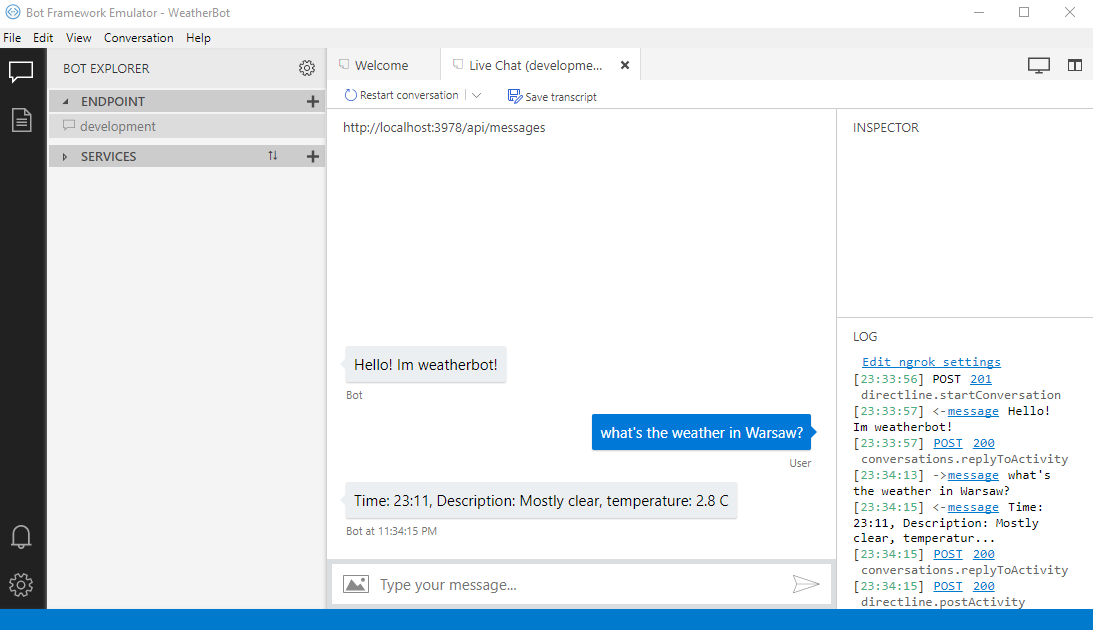 Bot Framework Emulator - WeatherBot
File Edit View Conversation Help
BOT EXPLORER
ENDPOINT
development
SERVICES
Welcome
Live Chat (developme...
Restart conversation
Save transcript
http://localhost:3978/api/messages
Hello! Im weatherbot!
Bot
what's the weather in Warsaw?
User
Time: 23:11, Description: Mostly clear, temperature: 2.8 C
Bot at 11:34:15 PM
Type your message...
INSPECTOR
LOG
Edit ngrok settings
[23:33:56] POST 201
directline.startConversation
[23:33:57] <-message Hello!
Im weatherbot!
[23:33:57] POST 200
conversations.replyToActivity
[23:34:13] ->message what's
the weather in Warsaw?
[23:34:15] <-message Time:
23:11, Description: Mostly
clear, temperatur...
[23:34:15] POST 200
conversations.replyToActivity
[23:34:15] POST 200
directline.postActivity